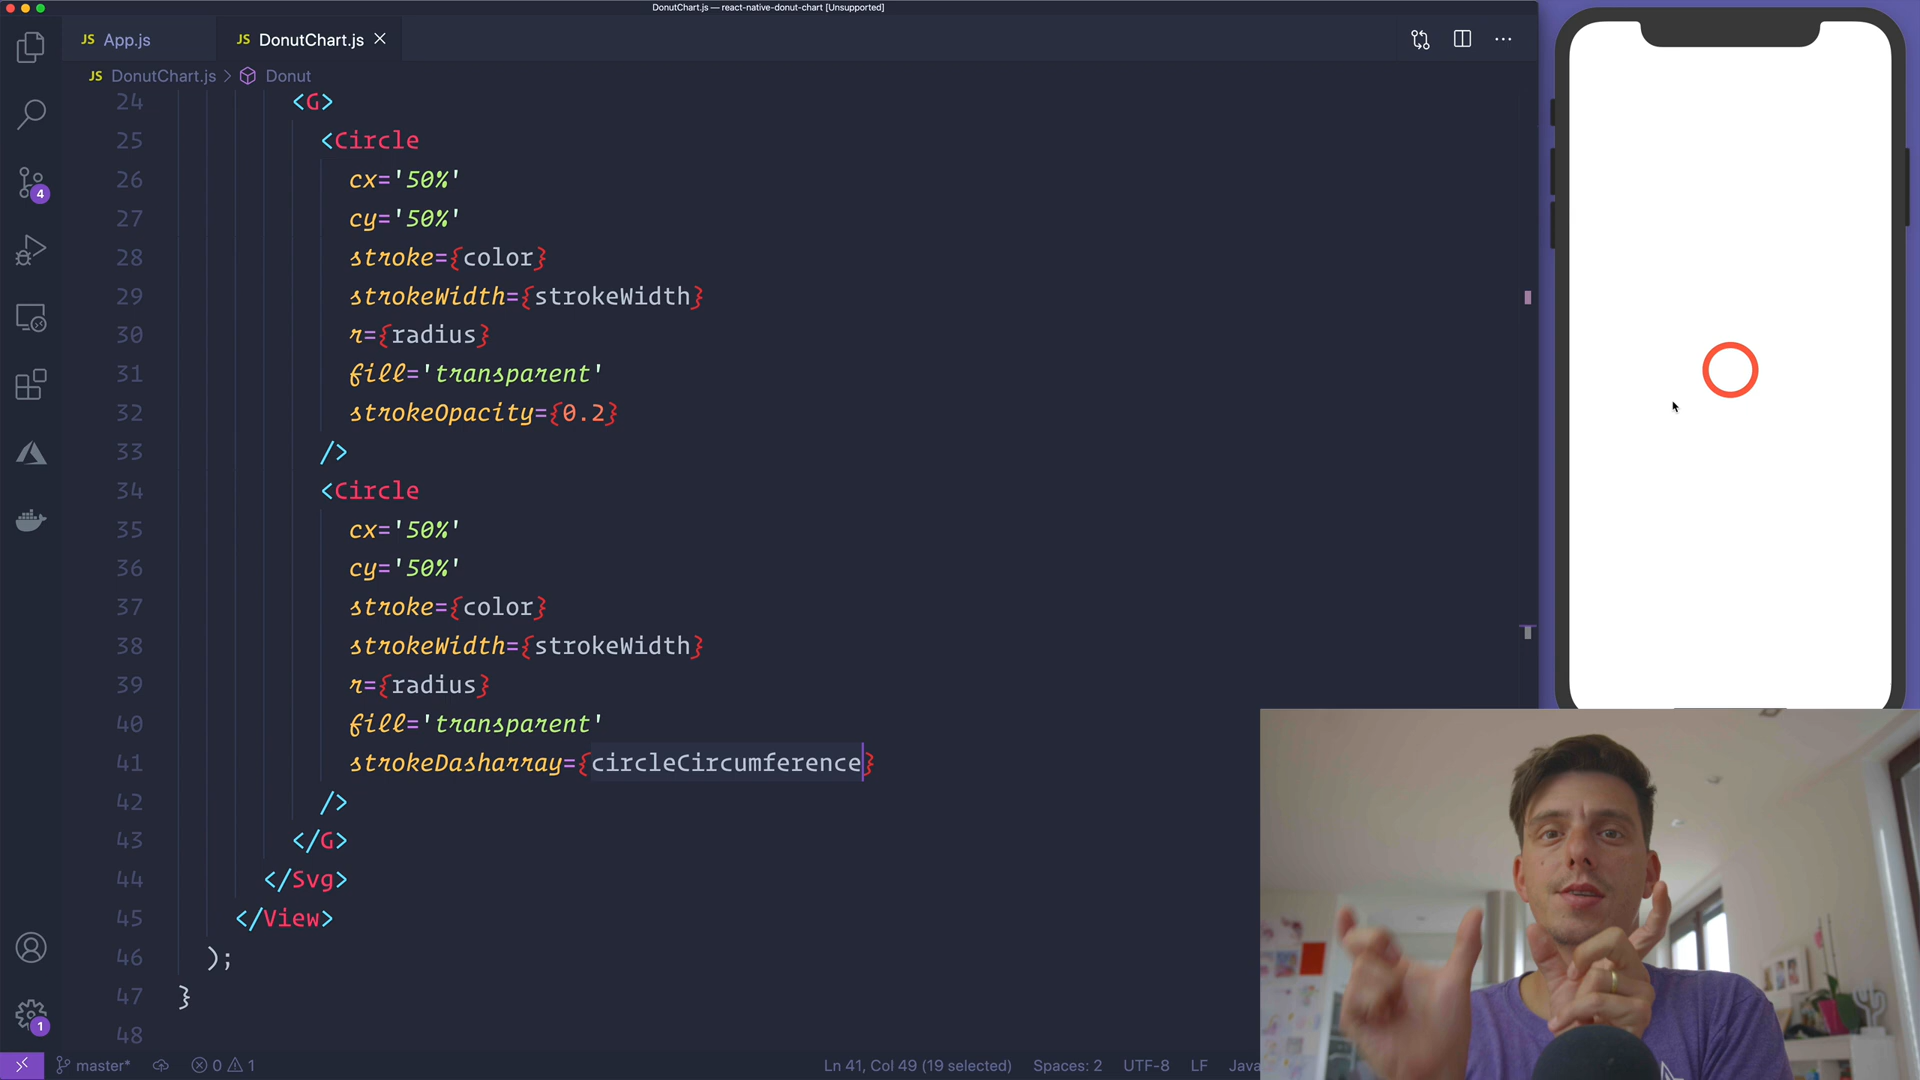 DonutChart.js — react-native-donut-chart [Unsupported]
JS App.js
JS DonutChart.js
JS DonutChart.js > Donut
24 <G>
25 <Circle
26 cx='50%'
27 cy='50%'
28 stroke={color}
29 strokeWidth={strokeWidth}
30 r={radius}
31 fill='transparent'
32 strokeOpacity={0.2}
33 />
34 <Circle
35 cx='50%'
36 cy='50%'
37 stroke={color}
38 strokeWidth={strokeWidth}
39 r={radius}
40 fill='transparent'
41 strokeDasharray={circleCircumference}
42 />
43 </G>
44 </Svg>
45 </View>
46 );
47 }
48
4
1
master* 0 1 Ln 41, Col 49 (19 selected) Spaces: 2 UTF-8 LF Java